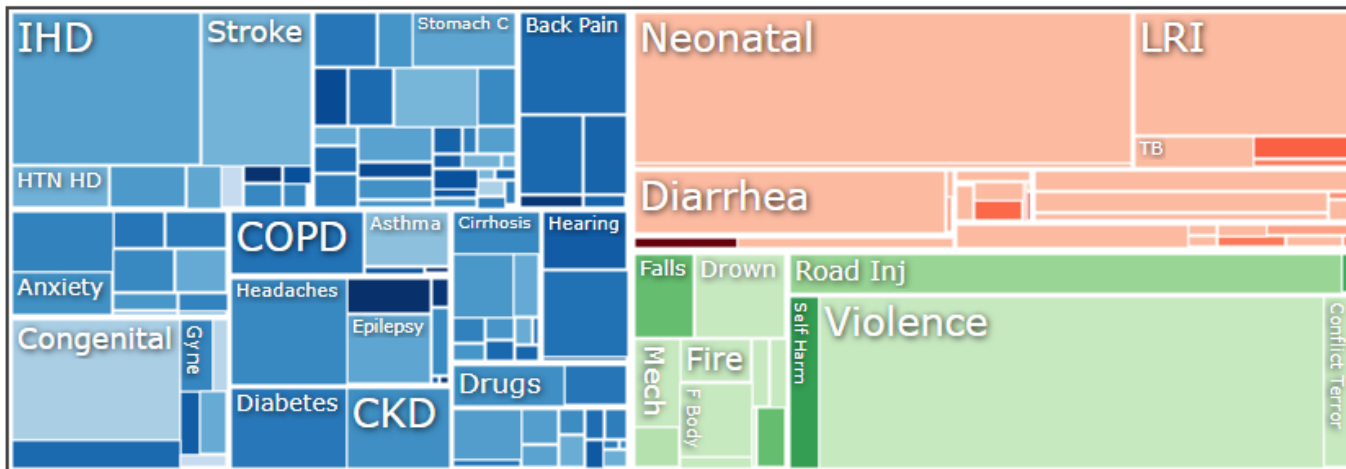 IHD
Stroke
Stomach C
Back Pain
Neonatal
LRI
HTN HD
TB
Diarrhea
COPD
Asthma
Cirrhosis
Hearing
Anxiety
Headaches
Epilepsy
Congenital
Gyne
Diabetes
CKD
Drugs
Falls
Drown
Road Inj
Self Harm
Violence
Conflict Terror
Mech
Fire
F Body